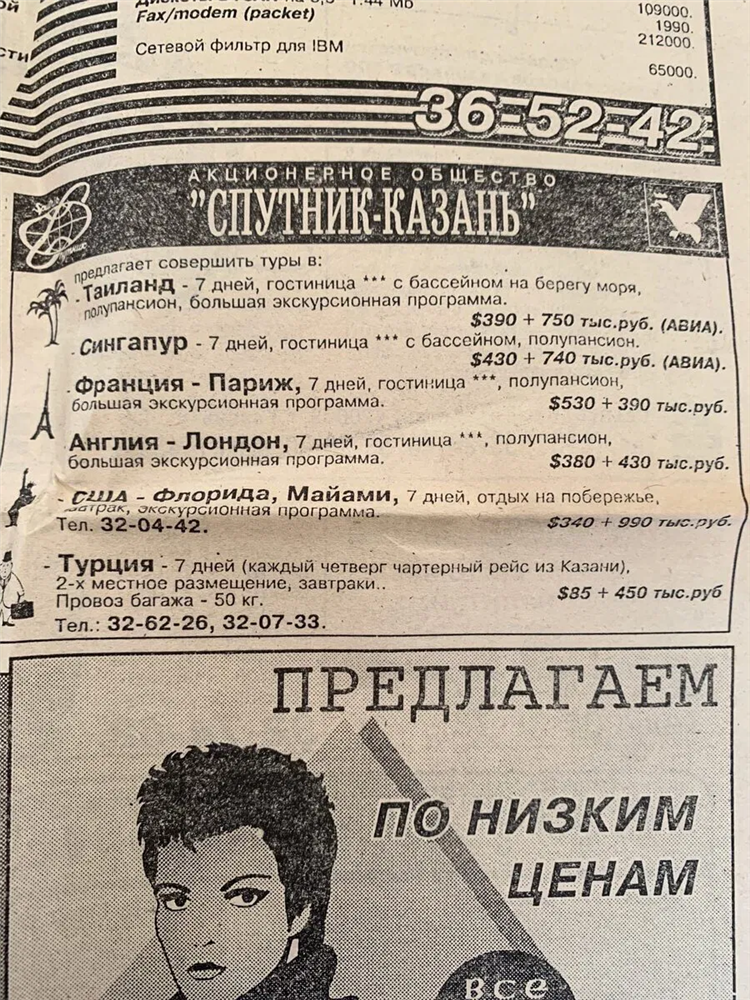 1.44 Mb
Fax/modem (packet)
109000.
1990.
212000.
Сетевой фильтр для IBM
65000.
36-52-42
АКЦИОНЕРНОЕ ОБЩЕСТВО
"СПУТНИК-КАЗАНЬ"
предлагает совершить туры в:
- Таиланд - 7 дней, гостиница *** с бассейном на берегу моря,
полупансион, большая экскурсионная программа.
$390 + 750 тыс.руб. (АВИА).
- Сингапур - 7 дней, гостиница *** с бассейном, полупансион.
$430 + 740 тыс.руб. (АВИА).
- Франция - Париж, 7 дней, гостиница ***, полупансион,
большая экскурсионная программа. $530 + 390 тыс.руб.
- Англия - Лондон, 7 дней, гостиница ***, полупансион,
большая экскурсионная программа. $380 + 430 тыс.руб.
- США - Флорида, Майами, 7 дней, отдых на побережье,
завтрак, экскурсионная программа.
Тел. 32-04-42. $340 + 990 тыс.руб.
- Турция - 7 дней (каждый четверг чартерный рейс из Казани),
2-х местное размещение, завтраки..
Провоз багажа - 50 кг. $85 + 450 тыс.руб
Тел.: 32-62-26, 32-07-33.
ПРЕДЛАГАЕМ
ПО НИЗКИМ
ЦЕНАМ
все